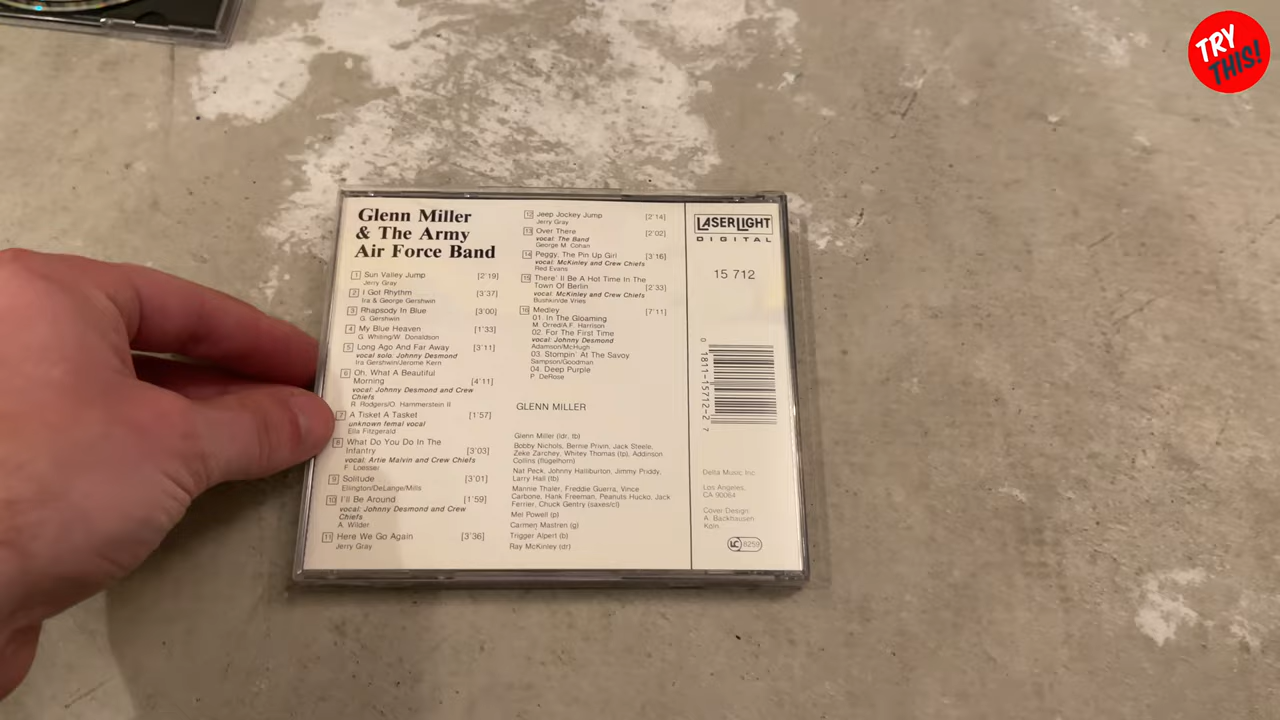 TRY
THIS!
Glenn Miller
& The Army
Air Force Band
1 Sun Valley Jump [2'19]
Jerry Gray
2 I Got Rhythm [3'37]
Ira & George Gershwin
3 Rhapsody In Blue [3'00]
G. Gershwin
4 My Blue Heaven [1'33]
G. Whiting/W. Donaldson
5 Long Ago And Far Away [3'11]
vocal solo: Johnny Desmond
Ira Gershwin/Jerome Kern
6 Oh, What A Beautiful
Morning [4'11]
vocal: Johnny Desmond and Crew
Chiefs
R. Rodgers/O. Hammerstein II
7 A Tisket A Tasket [1'57]
unknown femal vocal
Ella Fitzgerald
8 What Do You Do In The
Infantry [3'03]
vocal: Artie Malvin and Crew Chiefs
F. Loesser
9 Solitude [3'01]
Ellington/DeLange/Mills
10 I'll Be Around [1'59]
vocal: Johnny Desmond and Crew
Chiefs
A. Wilder
11 Here We Go Again [3'36]
Jerry Gray
12 Jeep Jockey Jump [2'14]
Jerry Gray
13 Over There [2'02]
vocal: The Band
George M. Cohan
14 Peggy, The Pin Up Girl [3'16]
vocal: McKinley and Crew Chiefs
Red Evans
15 There' ll Be A Hot Time In The
Town Of Berlin [2'33]
vocal: McKinley and Crew Chiefs
Bushkin/de Vries
16 Medley [7'11]
01. In The Gloaming
M. Orred/A.F. Harrison
02. For The First Time
vocal: Johnny Desmond
Adamson/McHugh
03. Stompin' At The Savoy
Sampson/Goodman
04. Deep Purple
P. DeRose
GLENN MILLER
Glenn Miller (ldr, tb)
Bobby Nichols, Bernie Privin, Jack Steele,
Zeke Zarchey, Whitey Thomas (tp), Addinson
Collins (flügelhorn)
Nat Peck, Johnny Halliburton, Jimmy Priddy,
Larry Hall (tb)
Mannie Thaler, Freddie Guerra, Vince
Carbone, Hank Freeman, Peanuts Hucko, Jack
Ferrier, Chuck Gentry (saxes/cl)
Mel Powell (p)
Carmen Mastren (g)
Trigger Alpert (b)
Ray McKinley (dr)
LASERLIGHT
DIGITAL
15 712
0 1811-15712-2 7
Delta Music Inc.
Los Angeles,
CA 90064
Cover Design:
A. Backhausen
Köln.
LC 8259